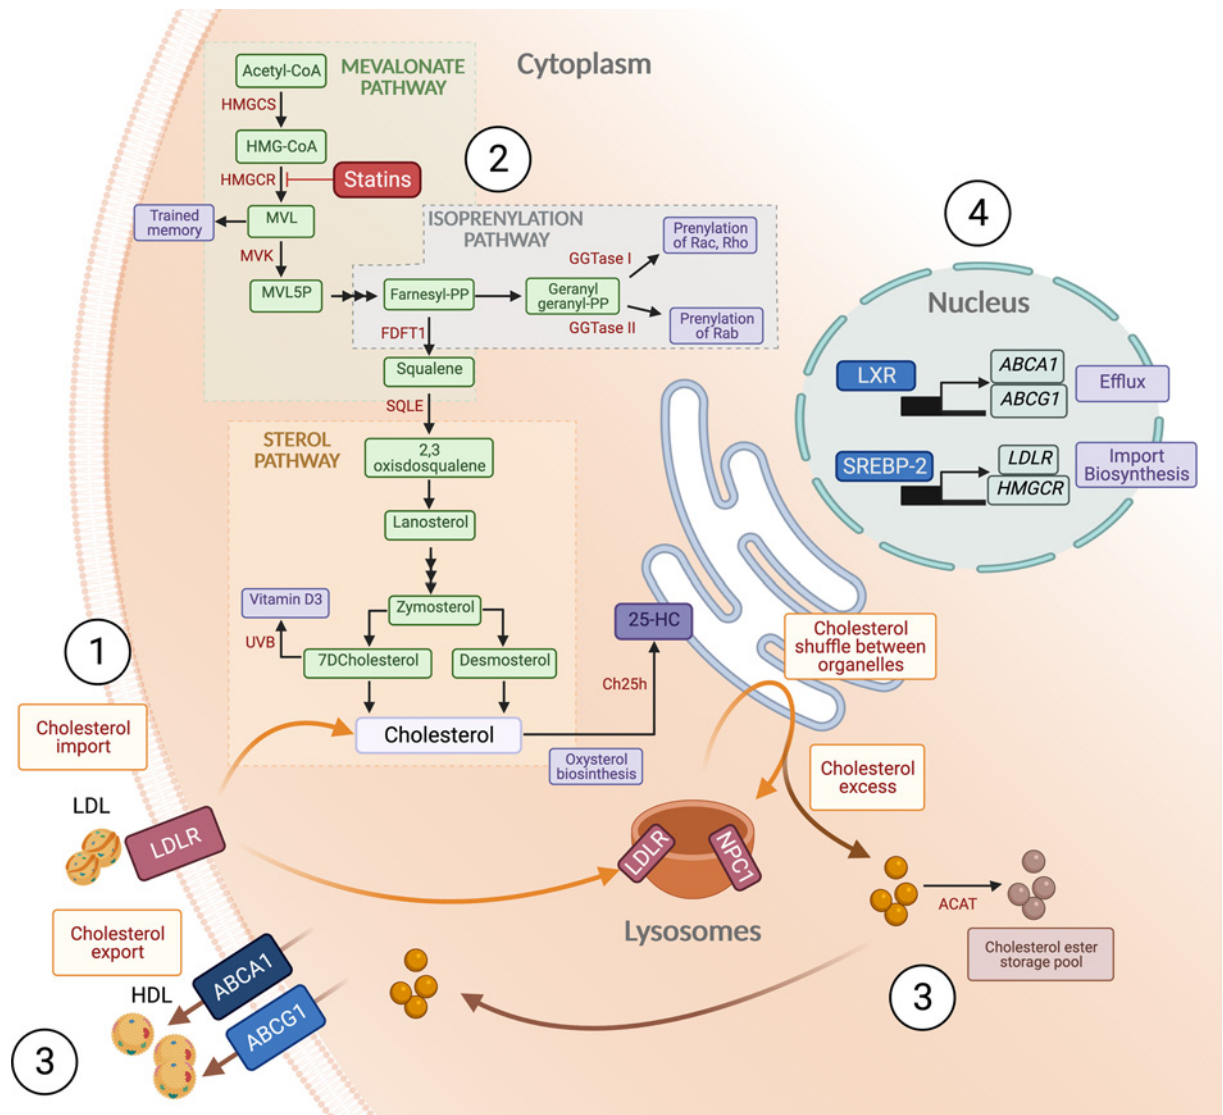 Cytoplasm
MEVALONATE
PATHWAY
Acetyl-CoA
HMGCS
HMG-CoA
HMGCR
Statins
2
Trained
memory
MVL
MVK
MVL5P
ISOPRENYLATION
PATHWAY
Farnesyl-PP
Geranyl
geranyl-PP
GGTase I
Prenylation
of Rac, Rho
GGTase II
Prenylation
of Rab
FDFT1
Squalene
SQLE
STEROL
PATHWAY
2,3
oxisdosqualene
Lanosterol
Zymosterol
Vitamin D3
UVB
7DCholesterol
Desmosterol
Cholesterol
Oxysterol
biosinthesis
Ch25h
25-HC
4
Nucleus
LXR
ABCA1
ABCG1
Efflux
SREBP-2
LDLR
HMGCR
Import
Biosynthesis
Cholesterol
shuffle between
organelles
Cholesterol
excess
1
Cholesterol
import
LDL
LDLR
LDLR
NPC1
Lysosomes
ACAT
Cholesterol ester
storage pool
3
Cholesterol
export
HDL
ABCA1
ABCG1
3